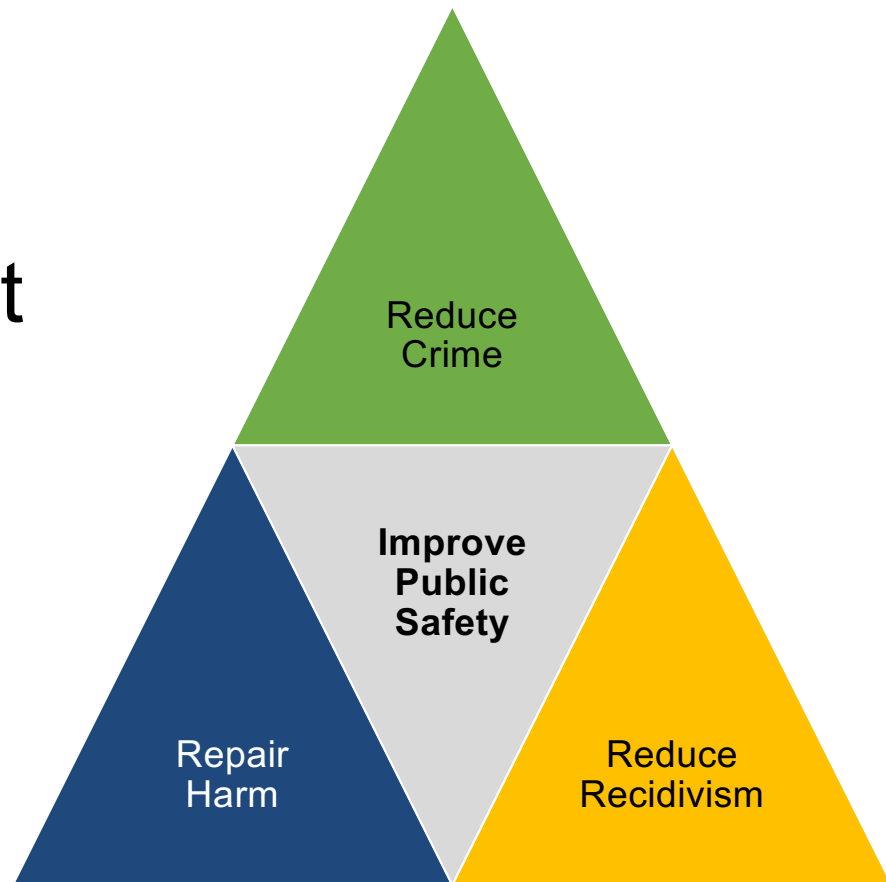 t
Reduce
Crime
Improve
Public
Safety
Repair
Harm
Reduce
Recidivism